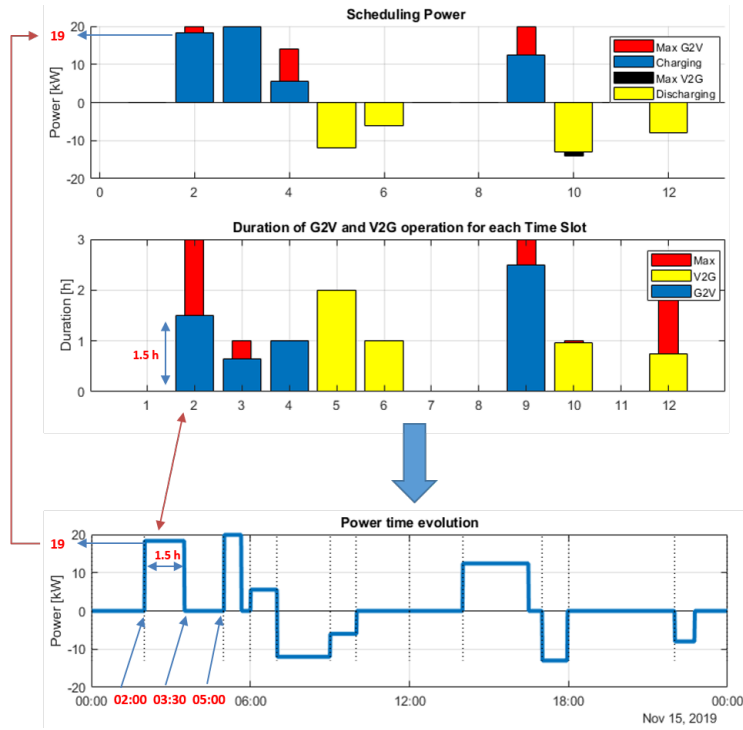 Scheduling Power
20
19
10
0
-10
-20
Power [kW]
Max G2V
Charging
Max V2G
Discharging
0 2 4 6 8 10 12
Duration of G2V and V2G operation for each Time Slot
3
2
1
0
Duration [h]
1.5 h
Max
V2G
G2V
1 2 3 4 5 6 7 8 9 10 11 12
Power time evolution
20
19
10
0
-10
-20
Power [kW]
1.5 h
02:00 03:30 05:00
00:00 06:00 12:00 18:00 00:00
Nov 15, 2019